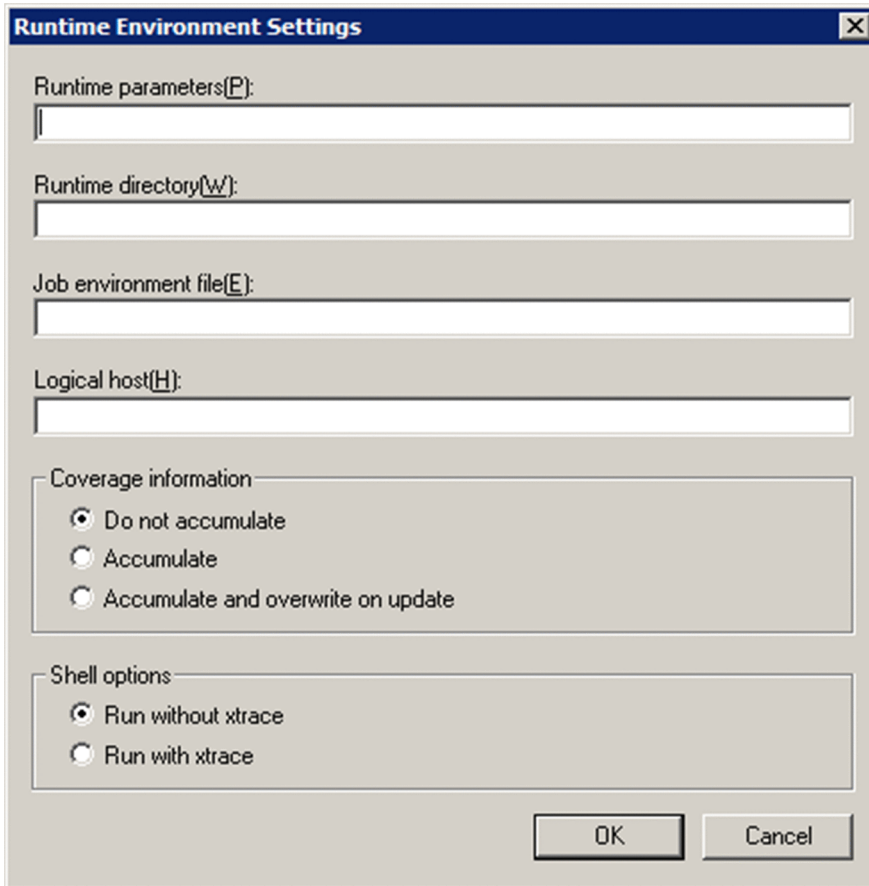 Runtime Environment Settings
Runtime parameters(P):
Runtime directory(W):
Job environment file(E):
Logical host(H):
Coverage information
Do not accumulate
Accumulate
Accumulate and overwrite on update
Shell options
Run without xtrace
Run with xtrace
OK Cancel